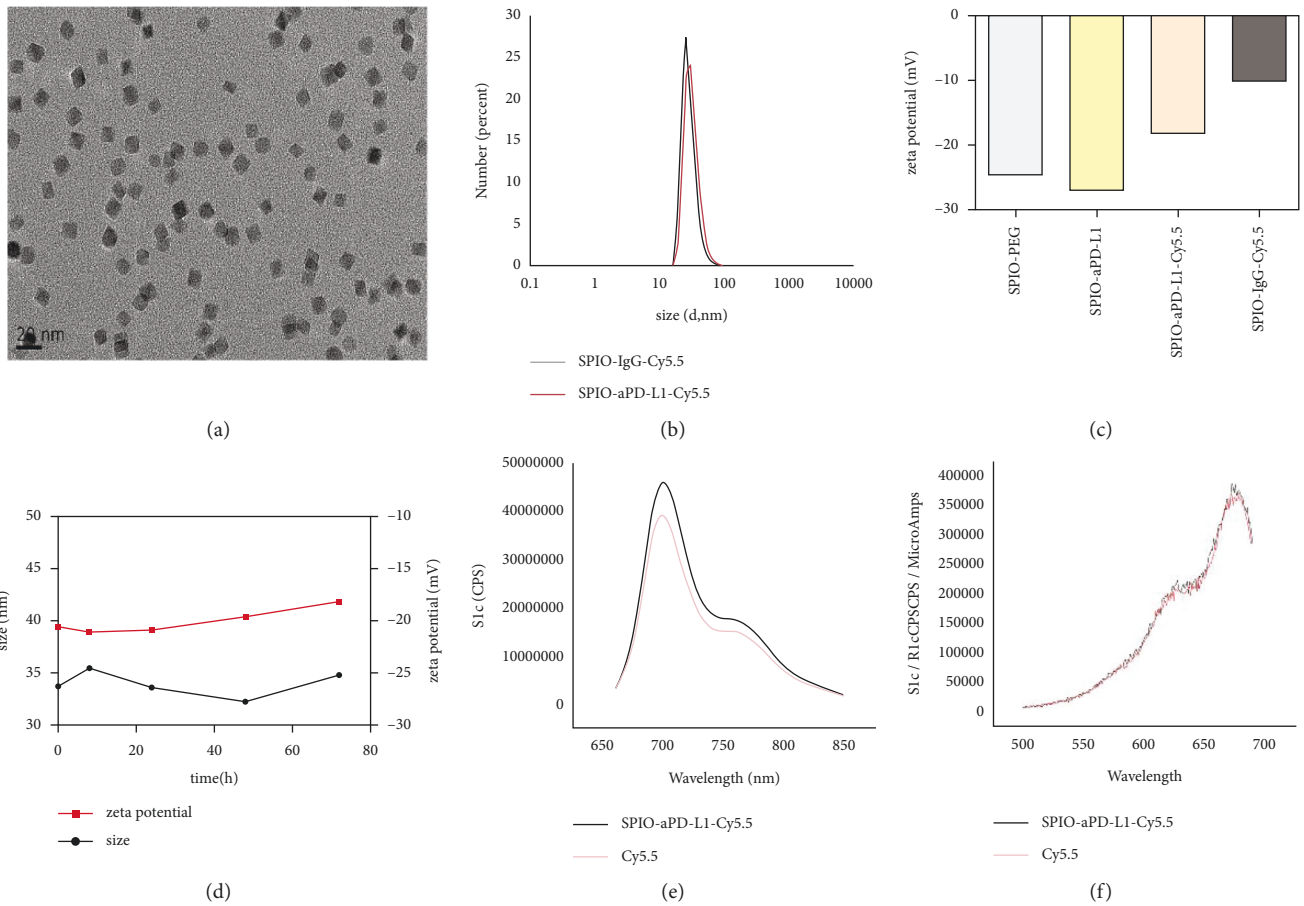 20 nm
(a)
30
25
20
15
10
5
0
Number (percent)
0.1
1
10
100
1000
10000
size (d,nm)
SPIO-IgG-Cy5.5
SPIO-aPD-L1-Cy5.5
(b)
0
–10
–20
–30
zeta potential (mV)
SPIO-PEG
SPIO-aPD-L1
SPIO-aPD-L1-Cy5.5
SPIO-IgG-Cy5.5
(c)
50
45
40
35
30
size (nm)
–10
–15
–20
–25
–30
zeta potential (mV)
0
20
40
60
80
time(h)
zeta potential
size
(d)
50000000
40000000
30000000
20000000
10000000
0
S1c (CPS)
650
700
750
800
850
Wavelength (nm)
SPIO-aPD-L1-Cy5.5
Cy5.5
(e)
400000
350000
300000
250000
200000
150000
100000
50000
0
S1c / R1cCPSCPS / MicroAmps
500
550
600
650
700
Wavelength
SPIO-aPD-L1-Cy5.5
Cy5.5
(f)